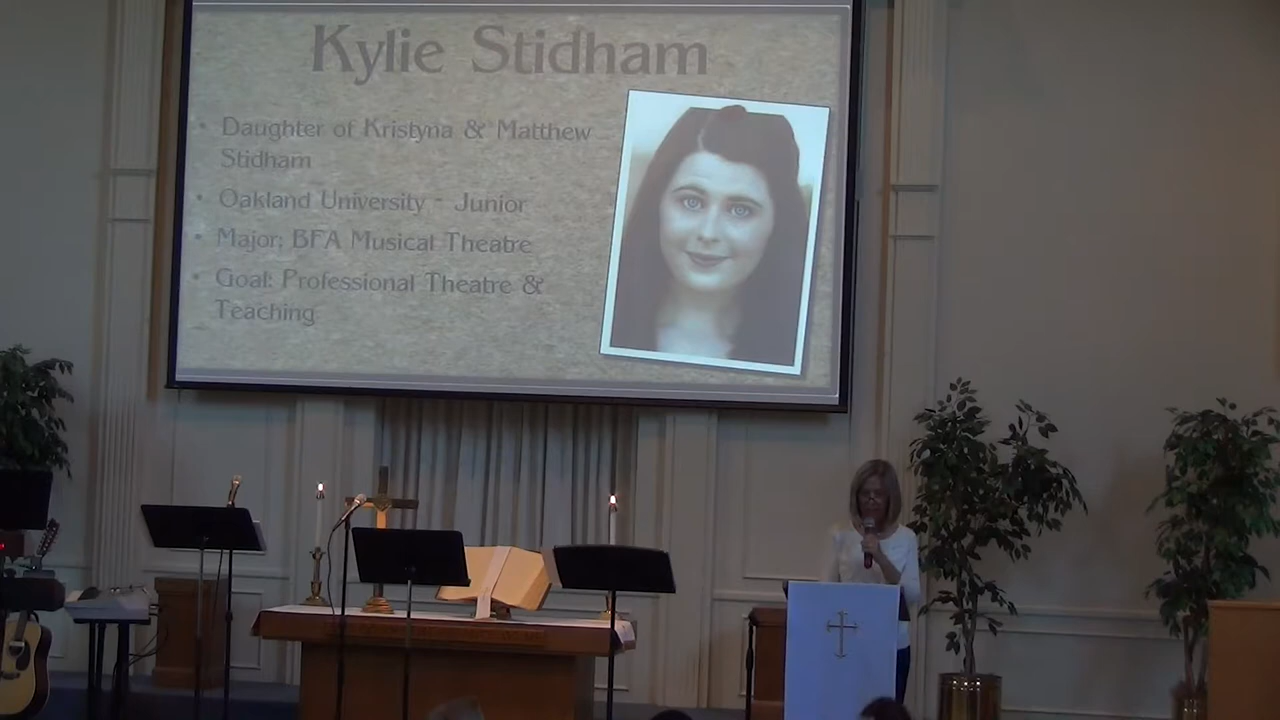 Kylie Stidham
• Daughter of Kristyna & Matthew
Stidham
• Oakland University - Junior
• Major: BFA Musical Theatre
• Goal: Professional Theatre &
Teaching